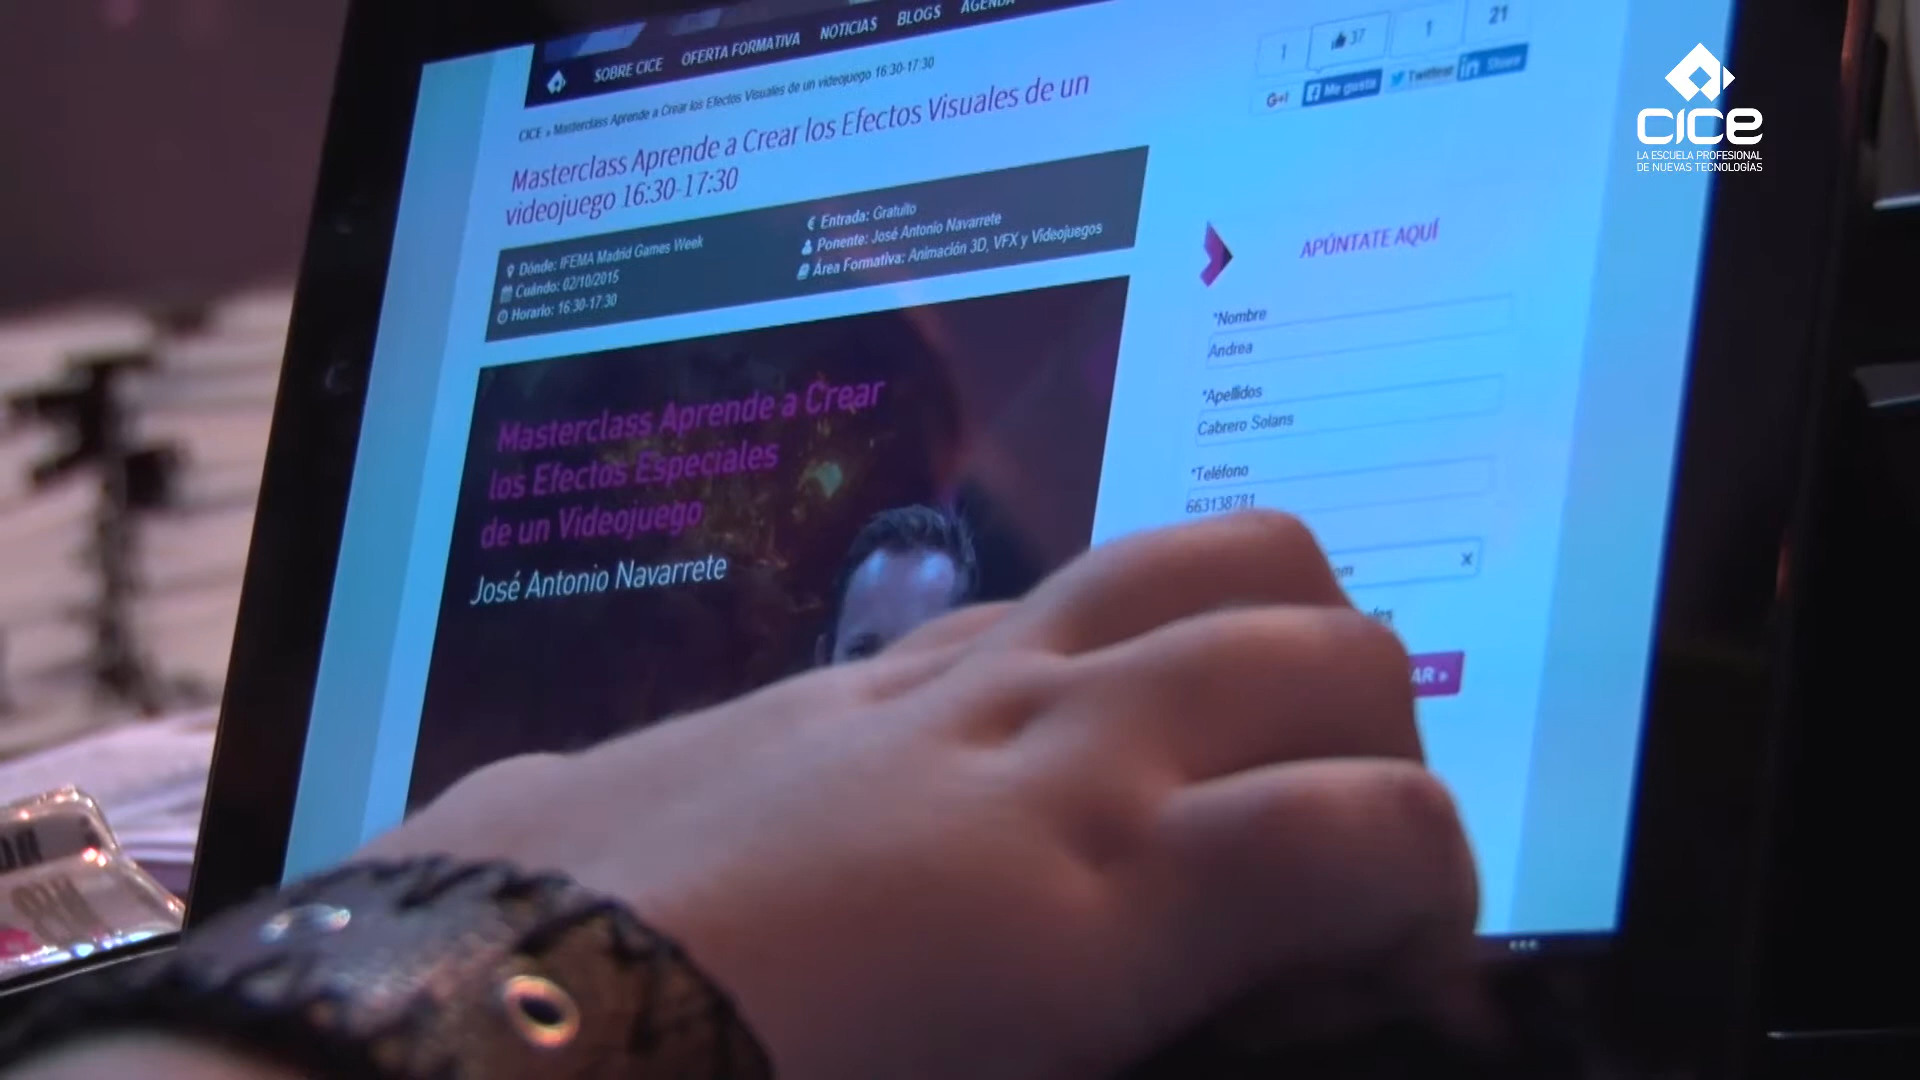 SOBRE CICE OFERTA FORMATIVA NOTICIAS BLOGS AGENDA
CICE » Masterclass Aprende a Crear los Efectos Visuales de un videojuego 16:30-17:30
Masterclass Aprende a Crear los Efectos Visuales de un
videojuego 16:30-17:30
Dónde: IFEMA Madrid Games Week
Cuándo: 02/10/2015
Horario: 16:30-17:30
Entrada: Gratuito
Ponente: José Antonio Navarrete
Área Formativa: Animación 3D, VFX y Videojuegos
Masterclass Aprende a Crear
los Efectos Especiales
de un Videojuego
José Antonio Navarrete
1 37 1 21
G+1 Me gusta Twittear in Share
APÚNTATE AQUÍ
*Nombre
Andrea
*Apellidos
Cabrero Solans
*Teléfono
663138781
om x
AR »
CICE
LA ESCUELA PROFESIONAL
DE NUEVAS TECNOLOGÍAS